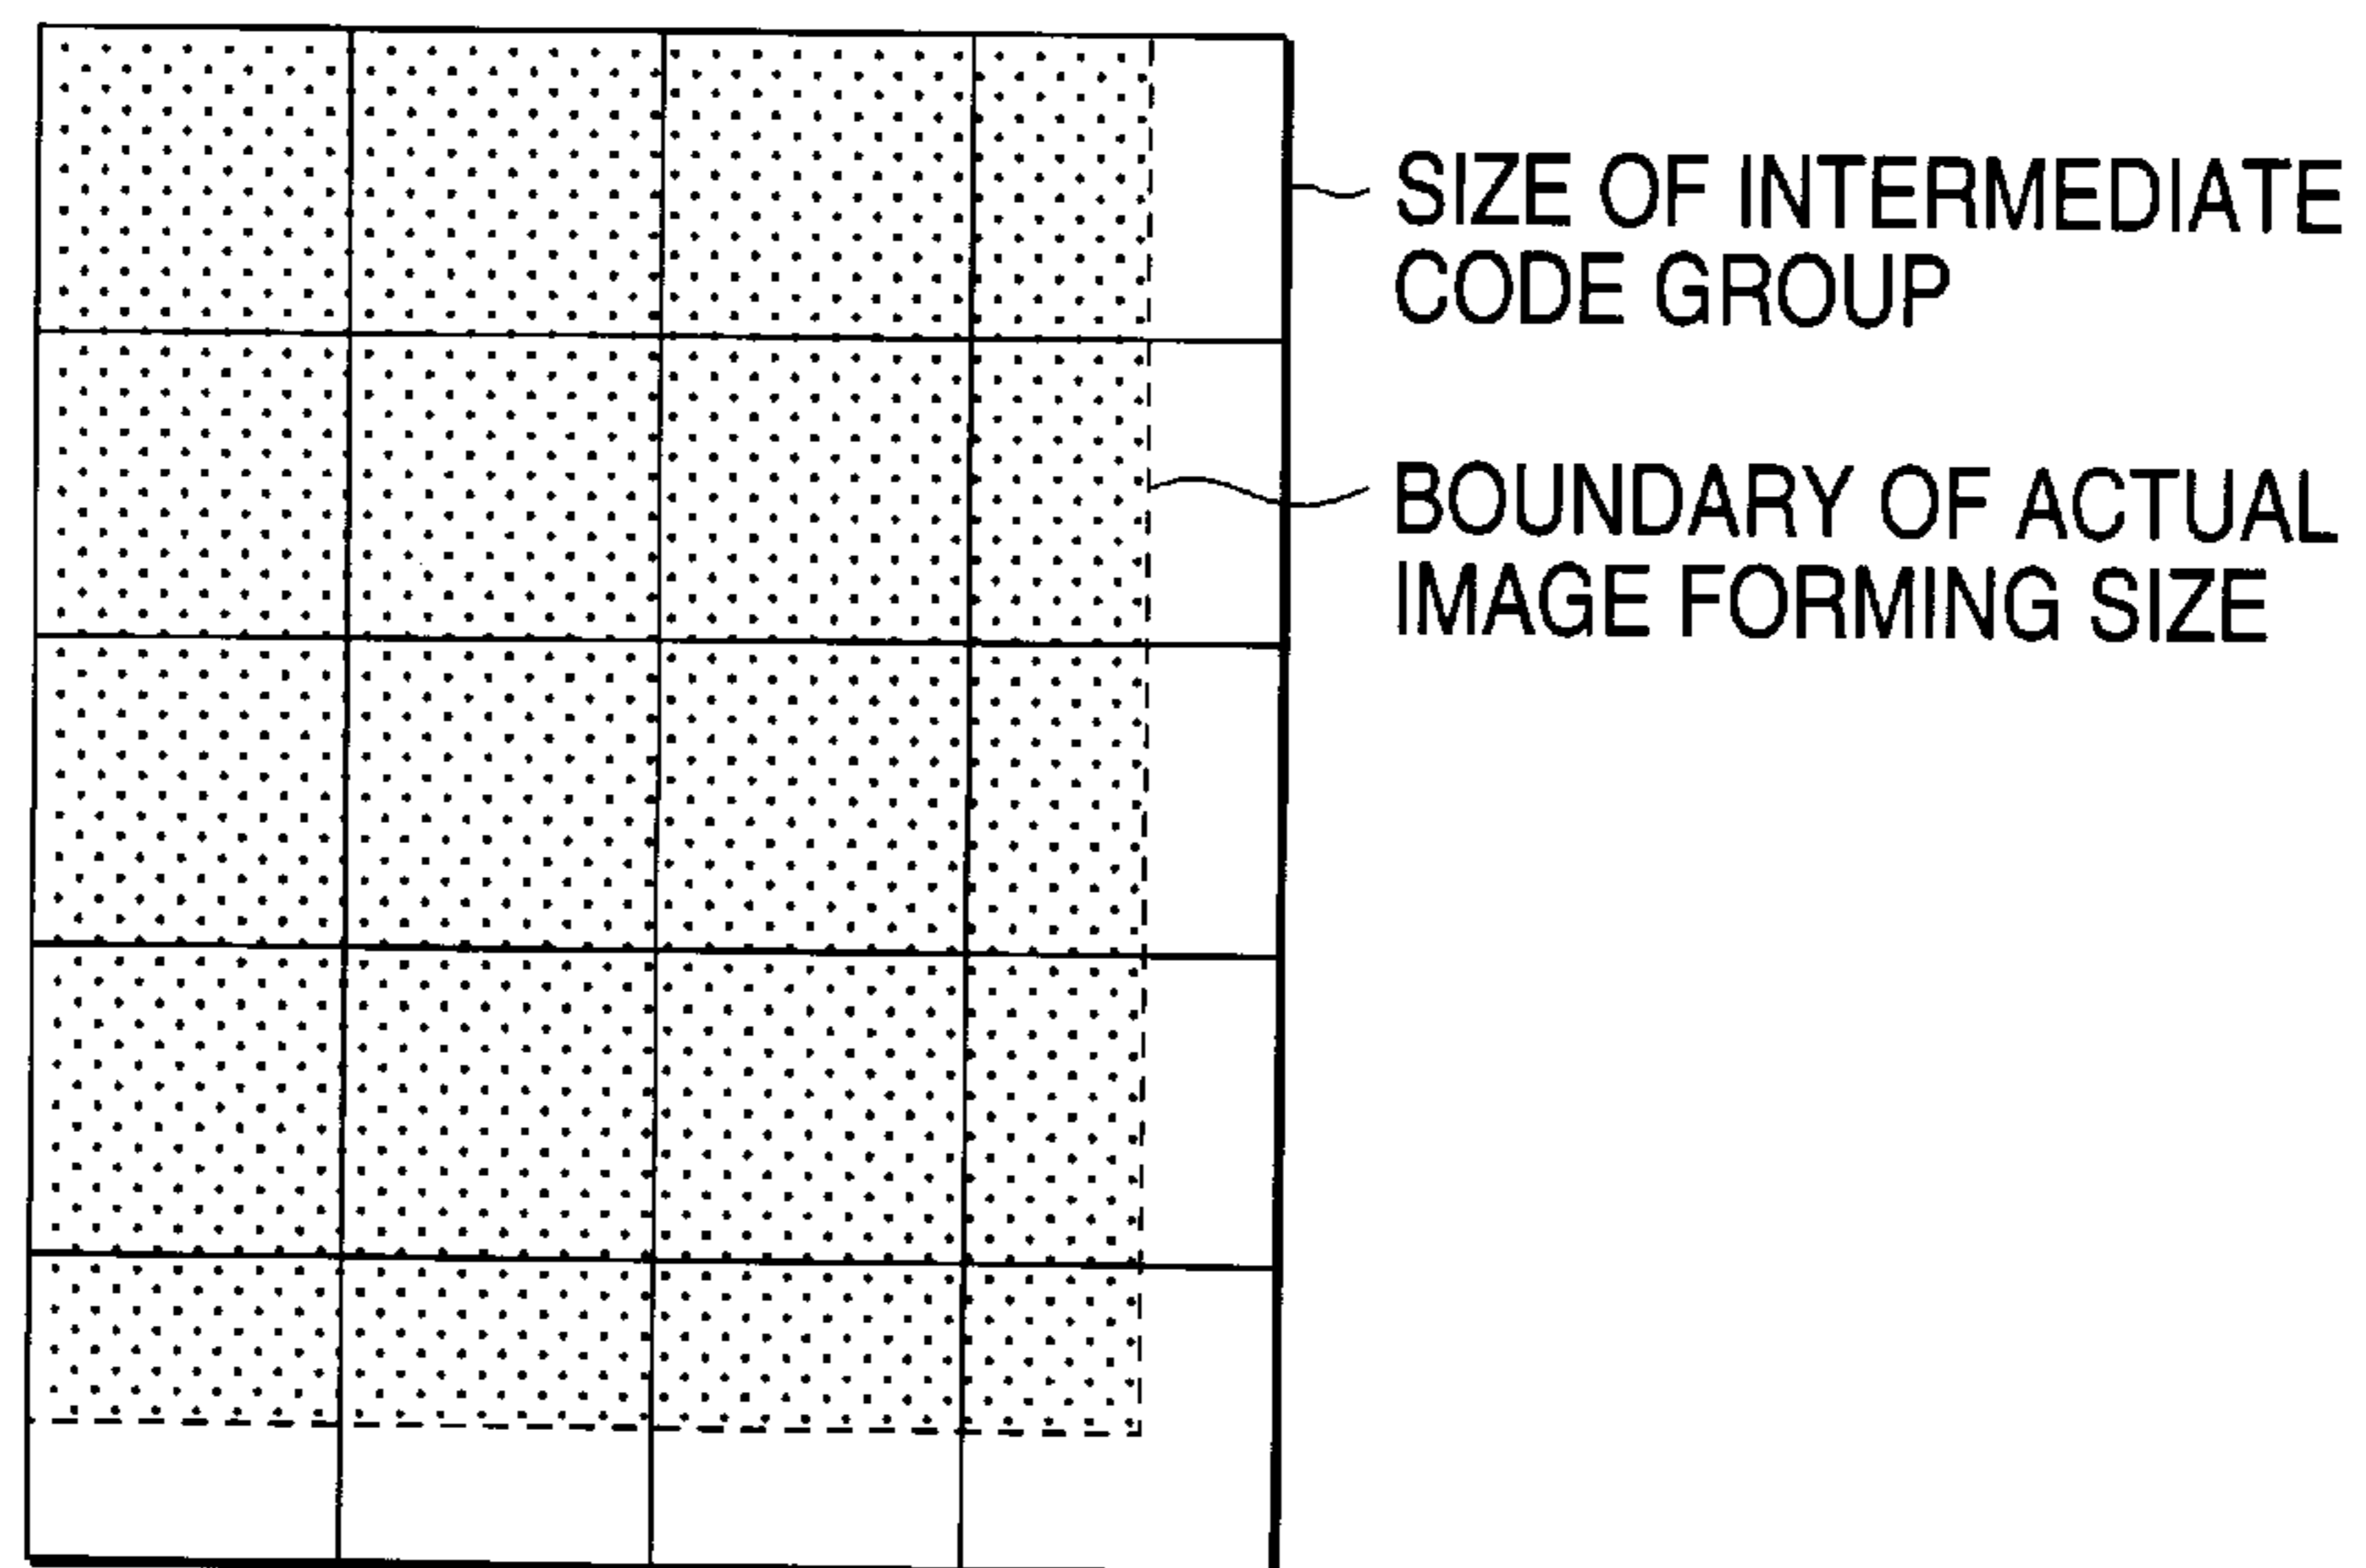 SIZE OF INTERMEDIATE
CODE GROUP
BOUNDARY OF ACTUAL
IMAGE FORMING SIZE